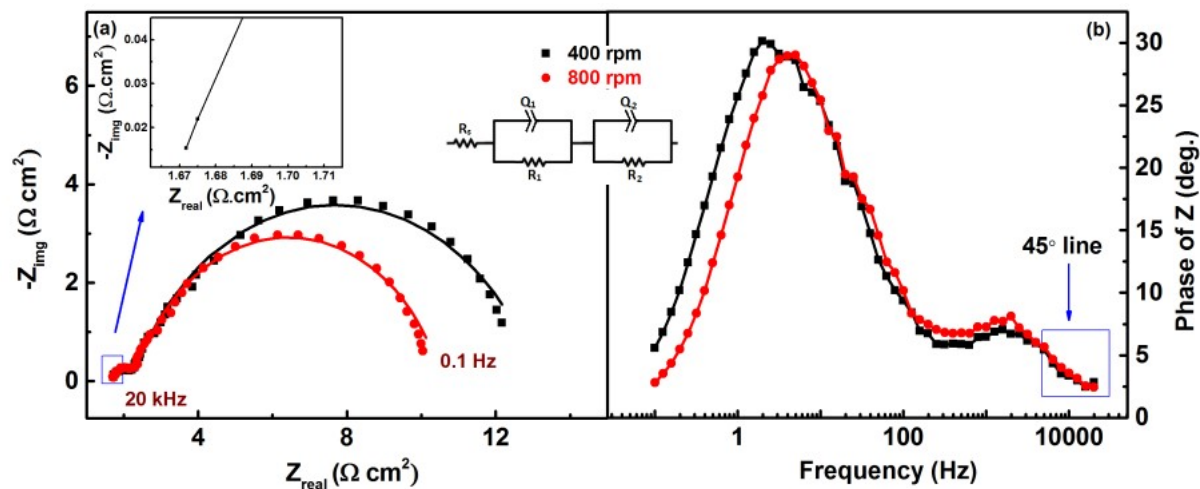 (a)
0.04
0.03
0.02
-Z_img (Ω.cm²)
1.67 1.68 1.69 1.70 1.71
Z_real (Ω.cm²)
400 rpm
800 rpm
R_s
Q_1
R_1
Q_2
R_2
6
4
2
0
-Z_img (Ω cm²)
20 kHz
0.1 Hz
4 8 12
Z_real (Ω cm²)
(b)
45° line
30
25
20
15
10
5
0
Phase of Z (deg.)
1 100 10000
Frequency (Hz)